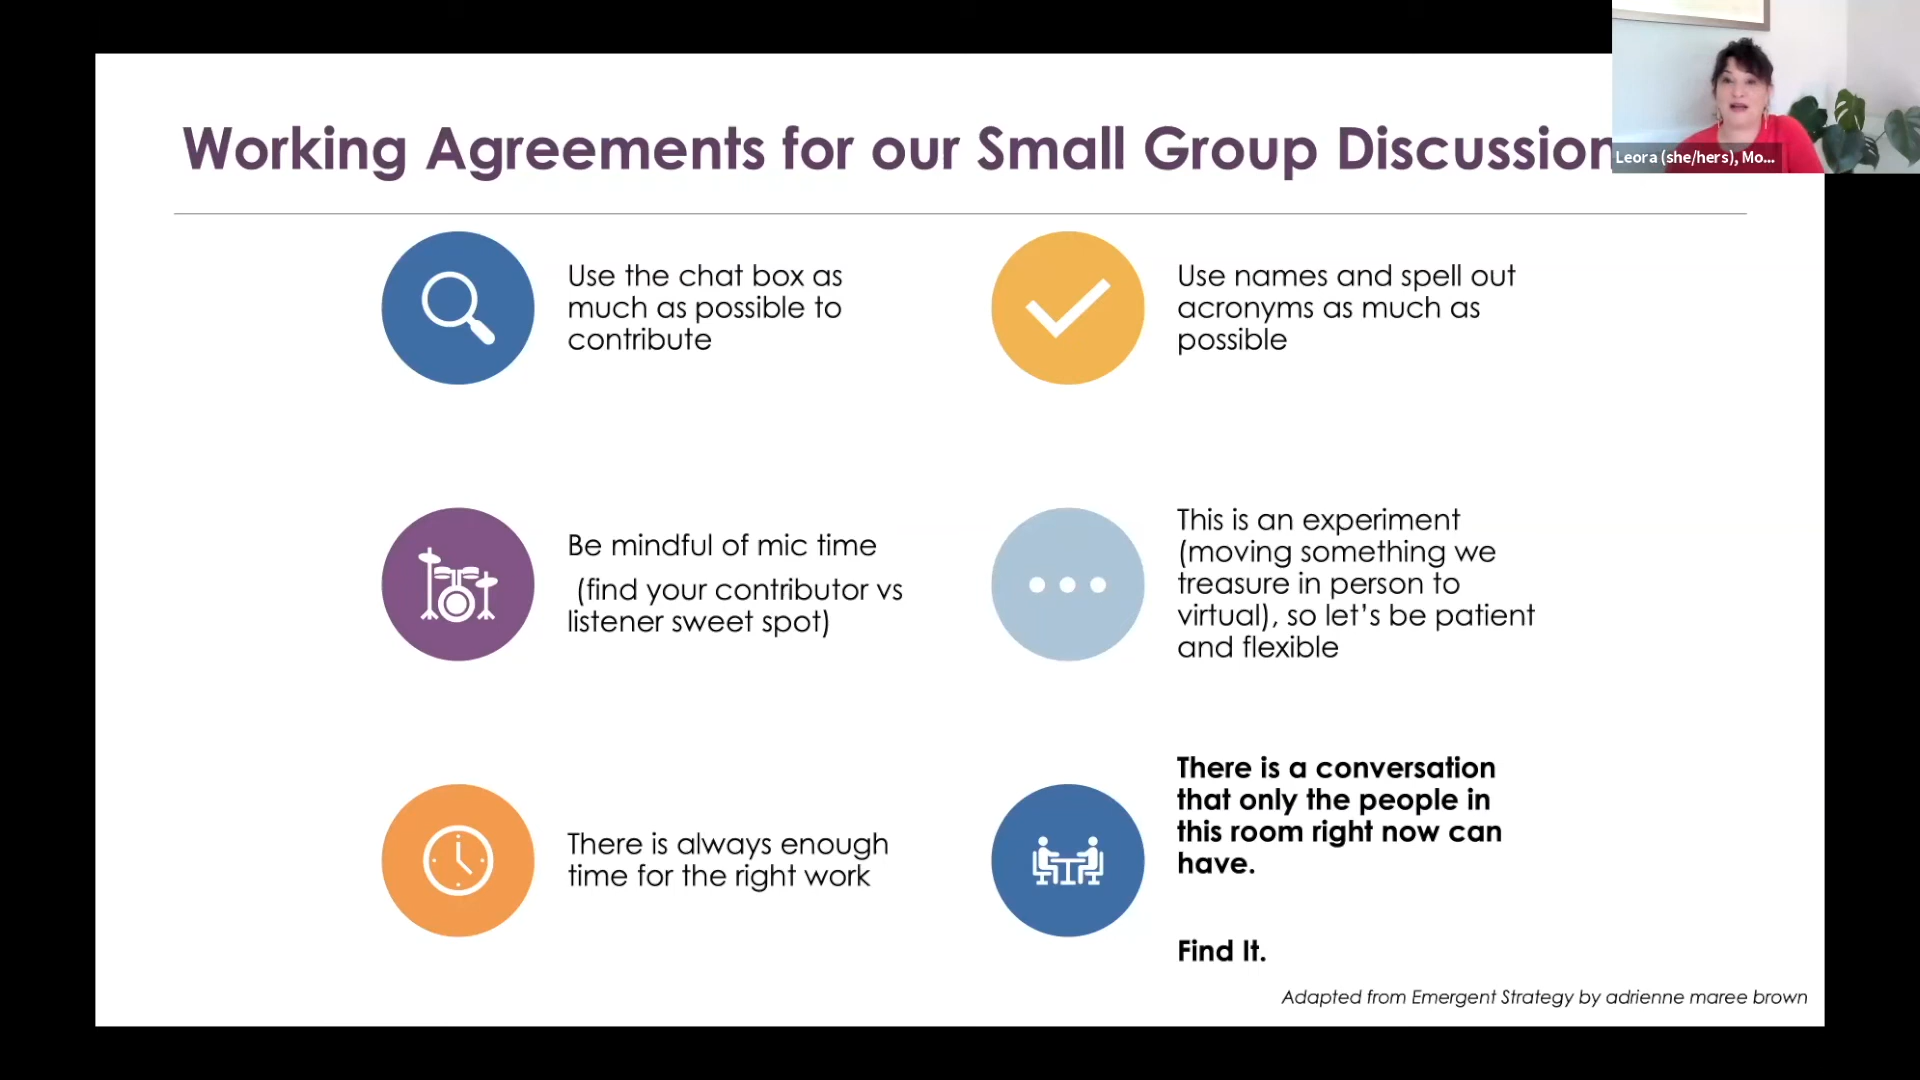 Working Agreements for our Small Group Discussion
Leora (she/hers), Mo...
Use the chat box as
much as possible to
contribute
Use names and spell out
acronyms as much as
possible
Be mindful of mic time
(find your contributor vs
listener sweet spot)
This is an experiment
(moving something we
treasure in person to
virtual), so let’s be patient
and flexible
There is always enough
time for the right work
There is a conversation
that only the people in
this room right now can
have.
Find It.
Adapted from Emergent Strategy by adrienne maree brown